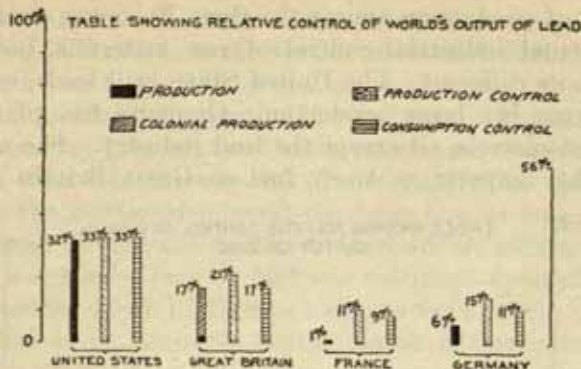 100% TABLE SHOWING RELATIVE CONTROL OF WORLD'S OUTPUT OF LEAD
PRODUCTION PRODUCTION CONTROL
COLONIAL PRODUCTION CONSUMPTION CONTROL
56%
32% 33% 33% 17% 21% 17% 1% 11% 9% 6% 15% 11%
0
UNITED STATES GREAT BRITAIN FRANCE GERMANY